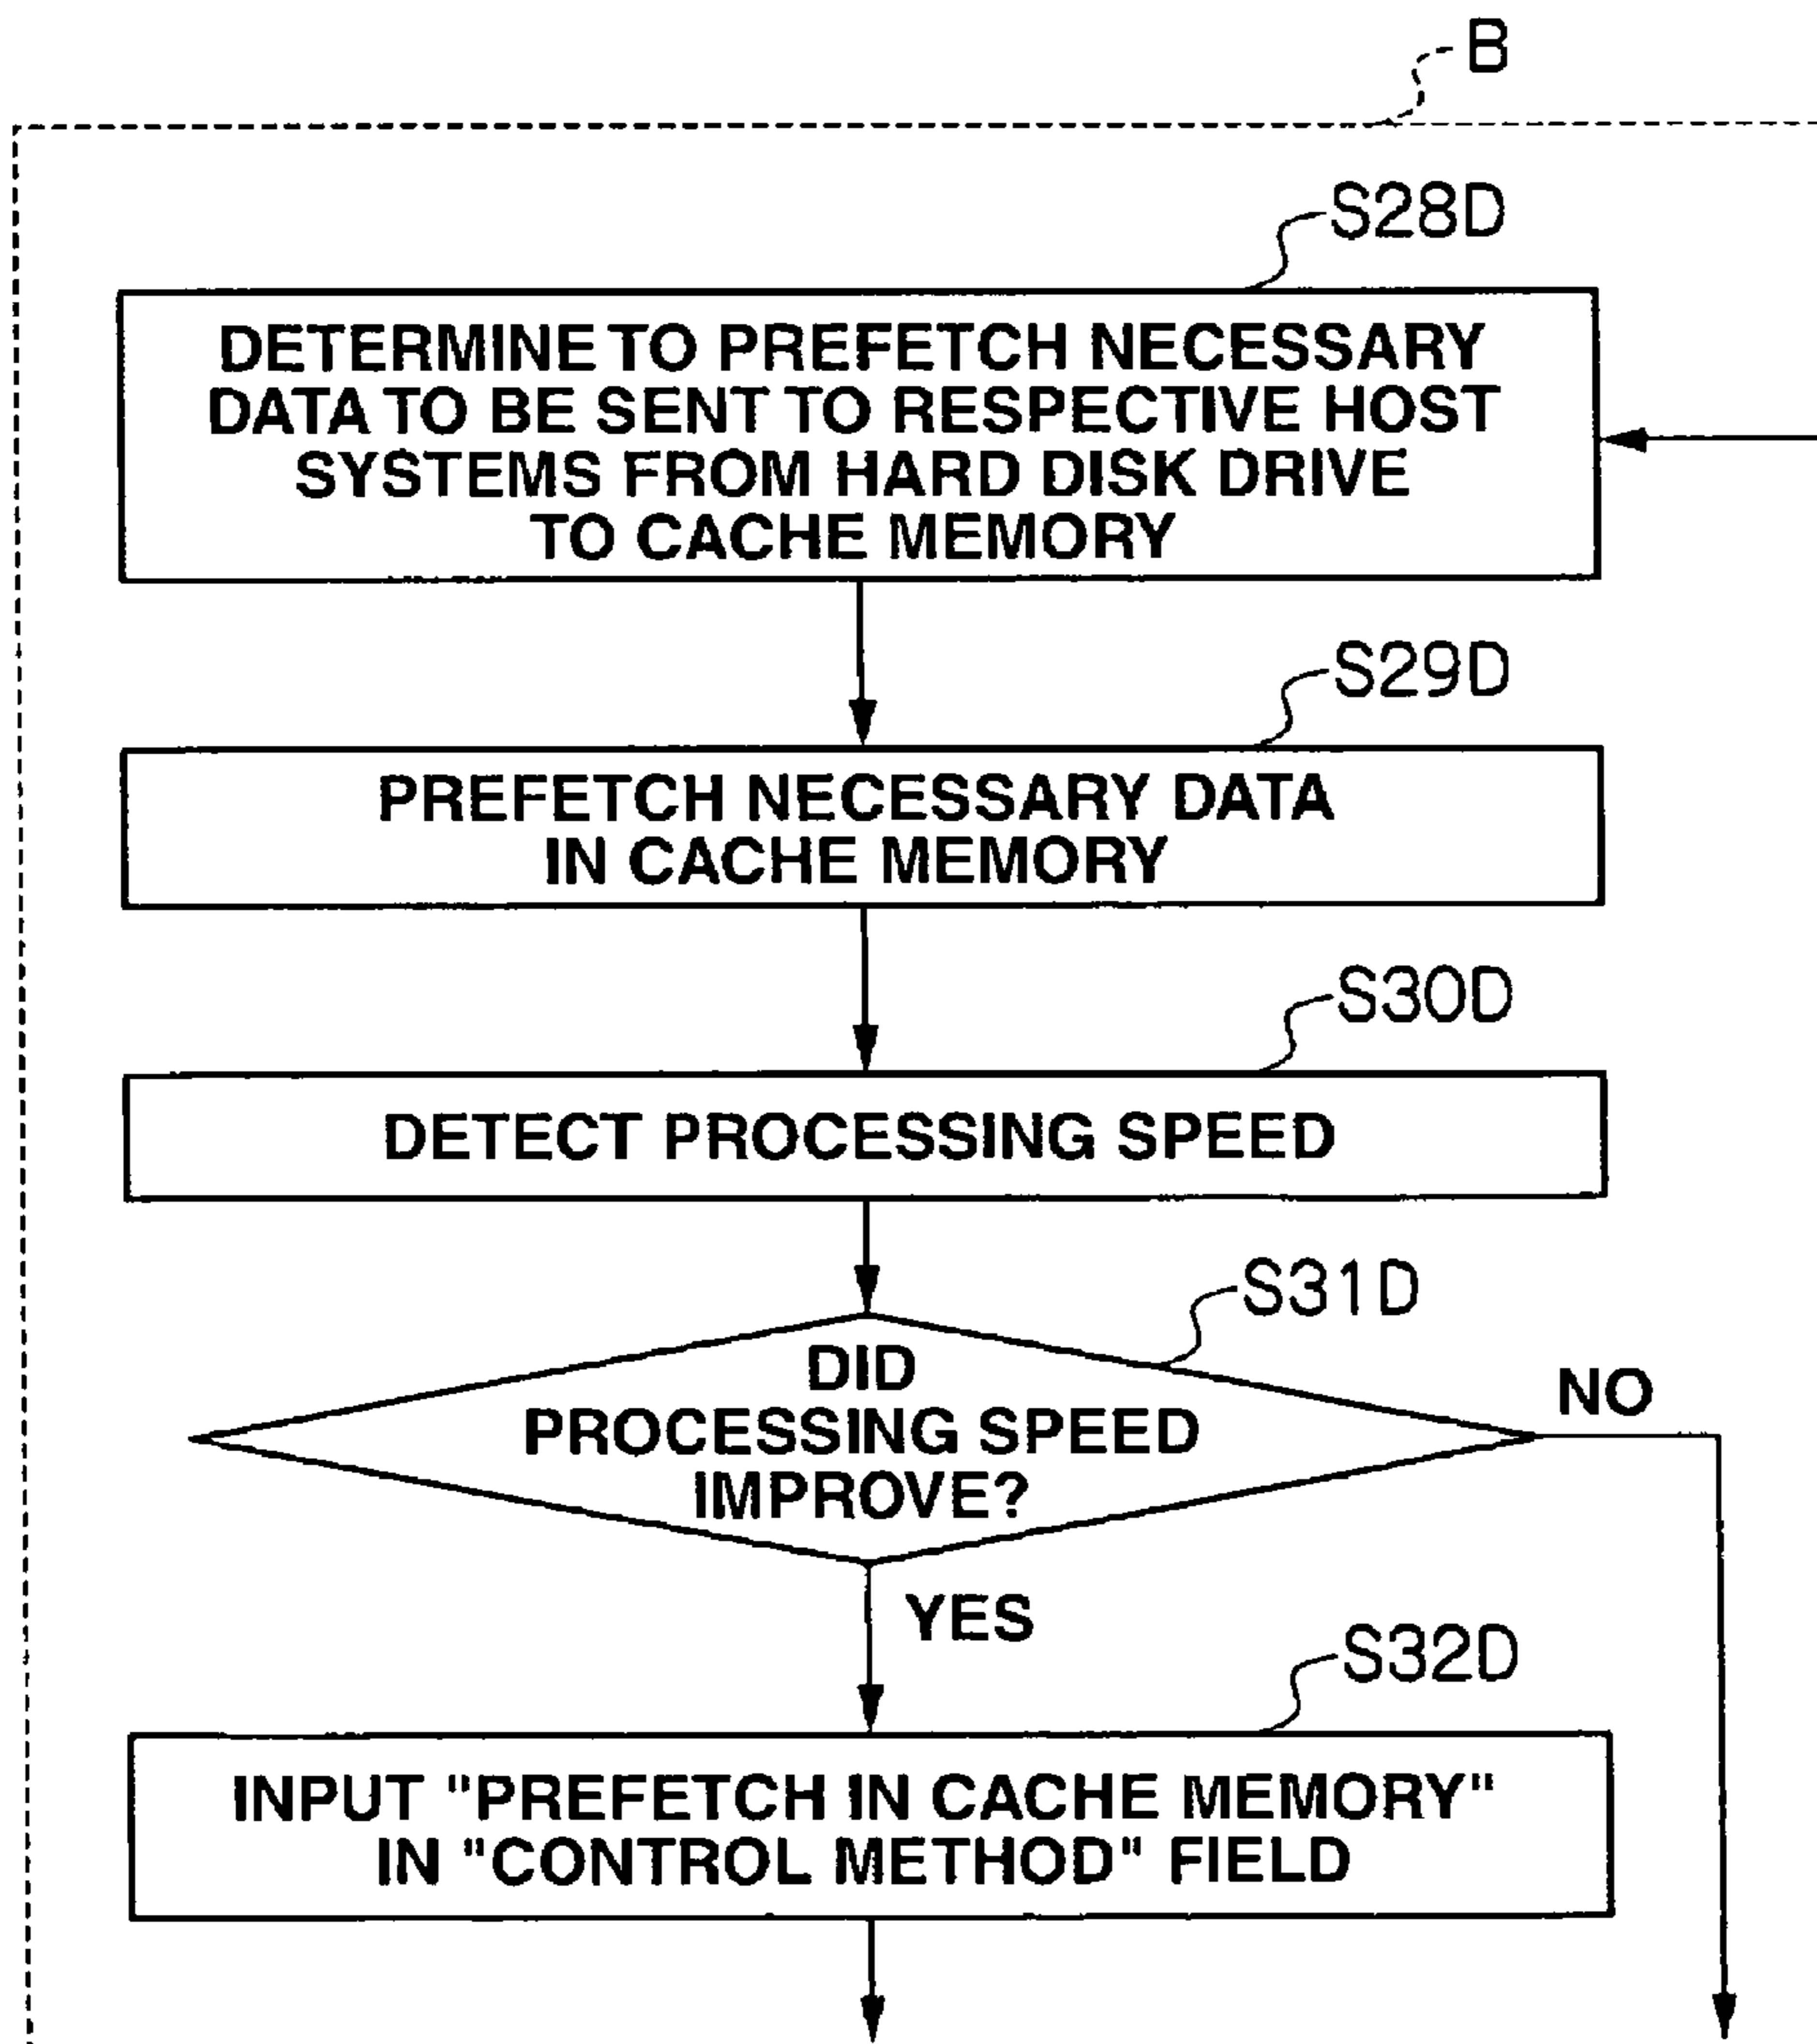 B
S28D
DETERMINE TO PREFETCH NECESSARY
DATA TO BE SENT TO RESPECTIVE HOST
SYSTEMS FROM HARD DISK DRIVE
TO CACHE MEMORY
S29D
PREFETCH NECESSARY DATA
IN CACHE MEMORY
S30D
DETECT PROCESSING SPEED
S31D
DID
PROCESSING SPEED
IMPROVE?
NO
YES
S32D
INPUT "PREFETCH IN CACHE MEMORY"
IN "CONTROL METHOD" FIELD